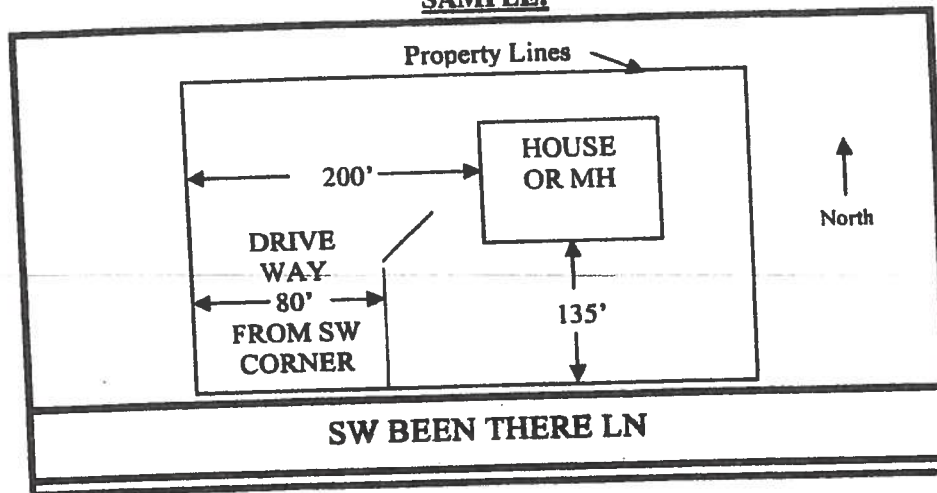 SAMPLE:
Property Lines
HOUSE
OR MH
200'
North
DRIVE
WAY
80'
FROM SW
CORNER
135'
SW BEEN THERE LN